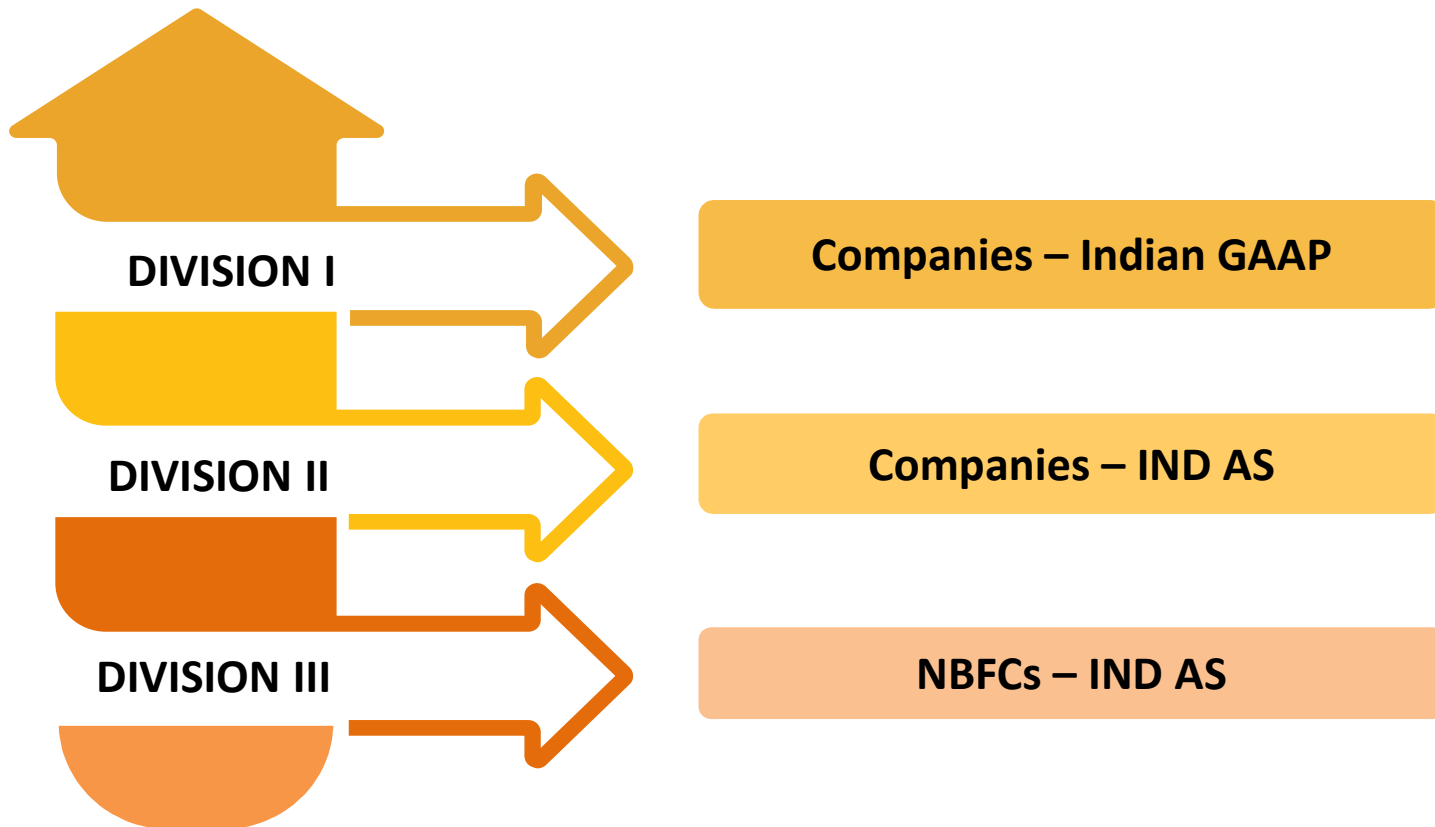 DIVISION I
Companies – Indian GAAP
DIVISION II
Companies – IND AS
DIVISION III
NBFCs – IND AS